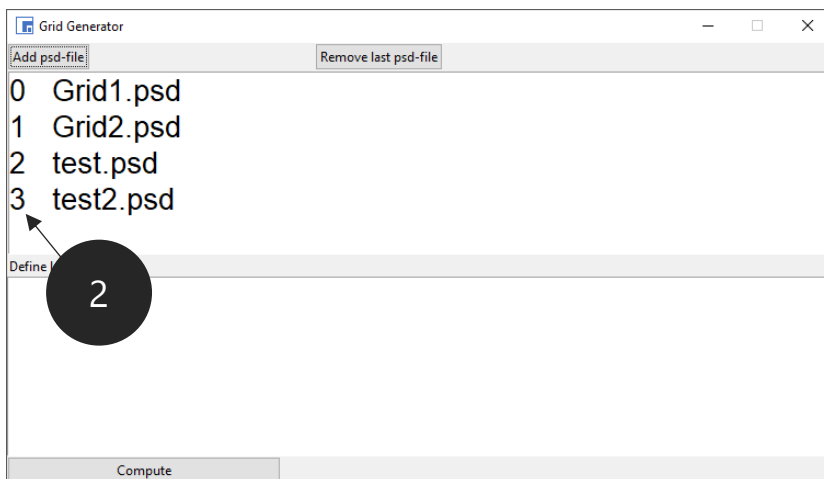 Grid Generator
Add psd-file Remove last psd-file
0 Grid1.psd
1 Grid2.psd
2 test.psd
3 test2.psd
Define
2
Compute